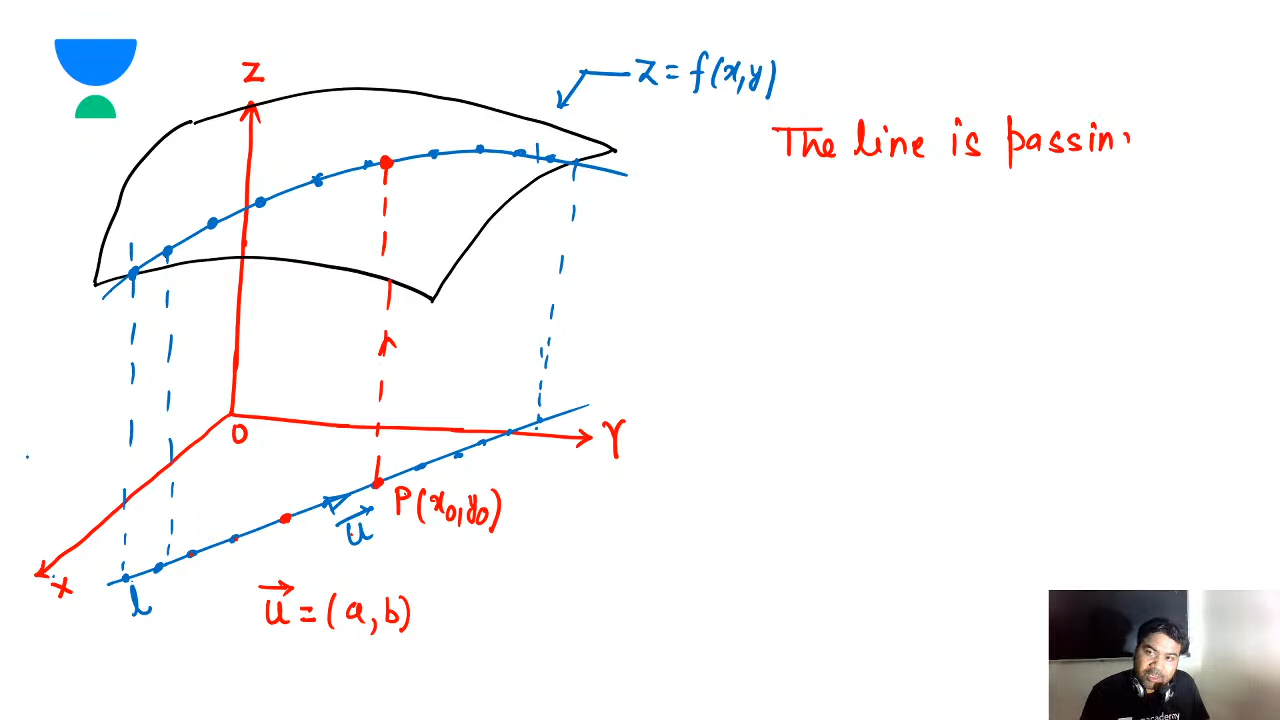 Z
Z = f(x,y)
The line is passin
O
Y
P(x0,y0)
u
X
l
u = (a, b)